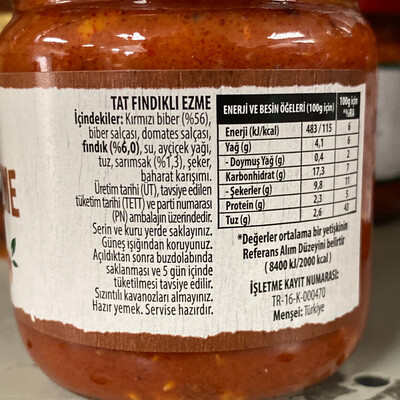 TAT FINDIKLI EZME
İçindekiler: Kırmızı biber (%56),
biber salçası, domates salçası,
fındık (%6,0), su, ayçiçek yağı,
tuz, sarımsak (%1,3), şeker,
baharat karışımı.
Üretim tarihi (ÜT), tavsiye edilen
tüketim tarihi (TETT) ve parti numarası
(PN) ambalajın üzerindedir.
Serin ve kuru yerde saklayınız.
Güneş ışığından koruyunuz.
Açıldıktan sonra buzdolabında
saklanması ve 5 gün içinde
tüketilmesi tavsiye edilir.
Sızıntılı kavanozları almayınız.
Hazır yemek. Servise hazırdır.
ENERJİ VE BESİN ÖĞELERİ (100g için) 100g için
Enerji (kJ/kcal) 483 / 115 6
Yağ (g) 4,1 6
- Doymuş Yağ (g) 0,4 2
Karbonhidrat (g) 17,3 7
- Şekerler (g) 9,8 11
Protein (g) 2,3 5
Tuz (g) 2,6 43
*Değerler ortalama bir yetişkinin
Referans Alım Düzeyini belirtir
( 8400 kJ/2000 kcal )
İŞLETME KAYIT NUMARASI:
TR-16-K-000470
Menşei: Türkiye
ME